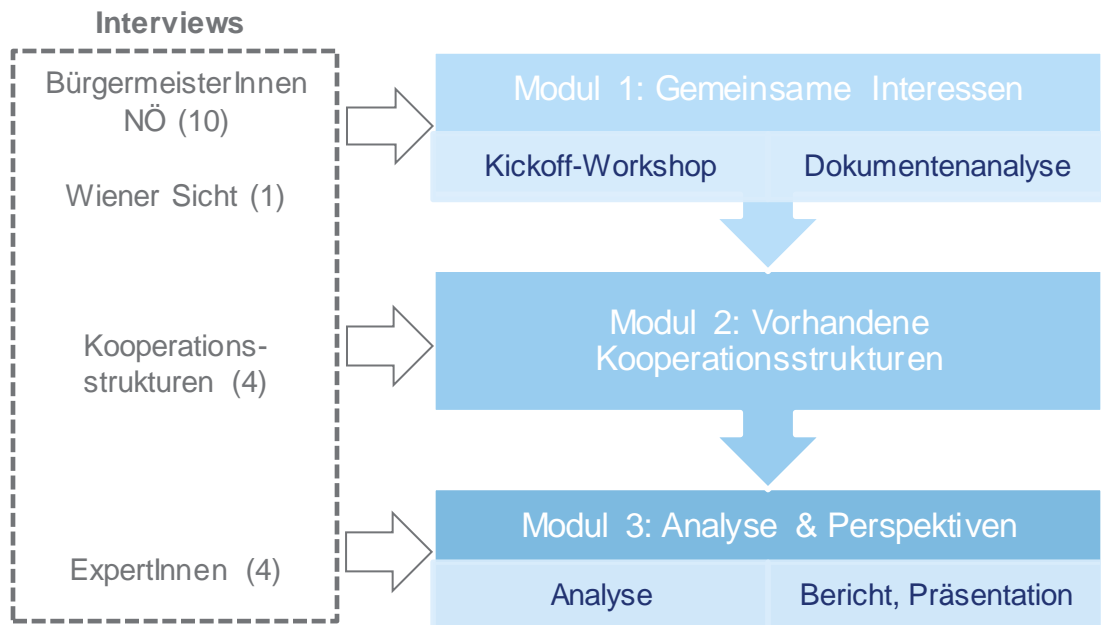 Interviews
BürgermeisterInnen
NÖ (10)
Wiener Sicht (1)
Kooperations-
strukturen (4)
ExpertInnen (4)
Modul 1: Gemeinsame Interessen
Kickoff-Workshop
Dokumentenanalyse
Modul 2: Vorhandene
Kooperationsstrukturen
Modul 3: Analyse & Perspektiven
Analyse
Bericht, Präsentation